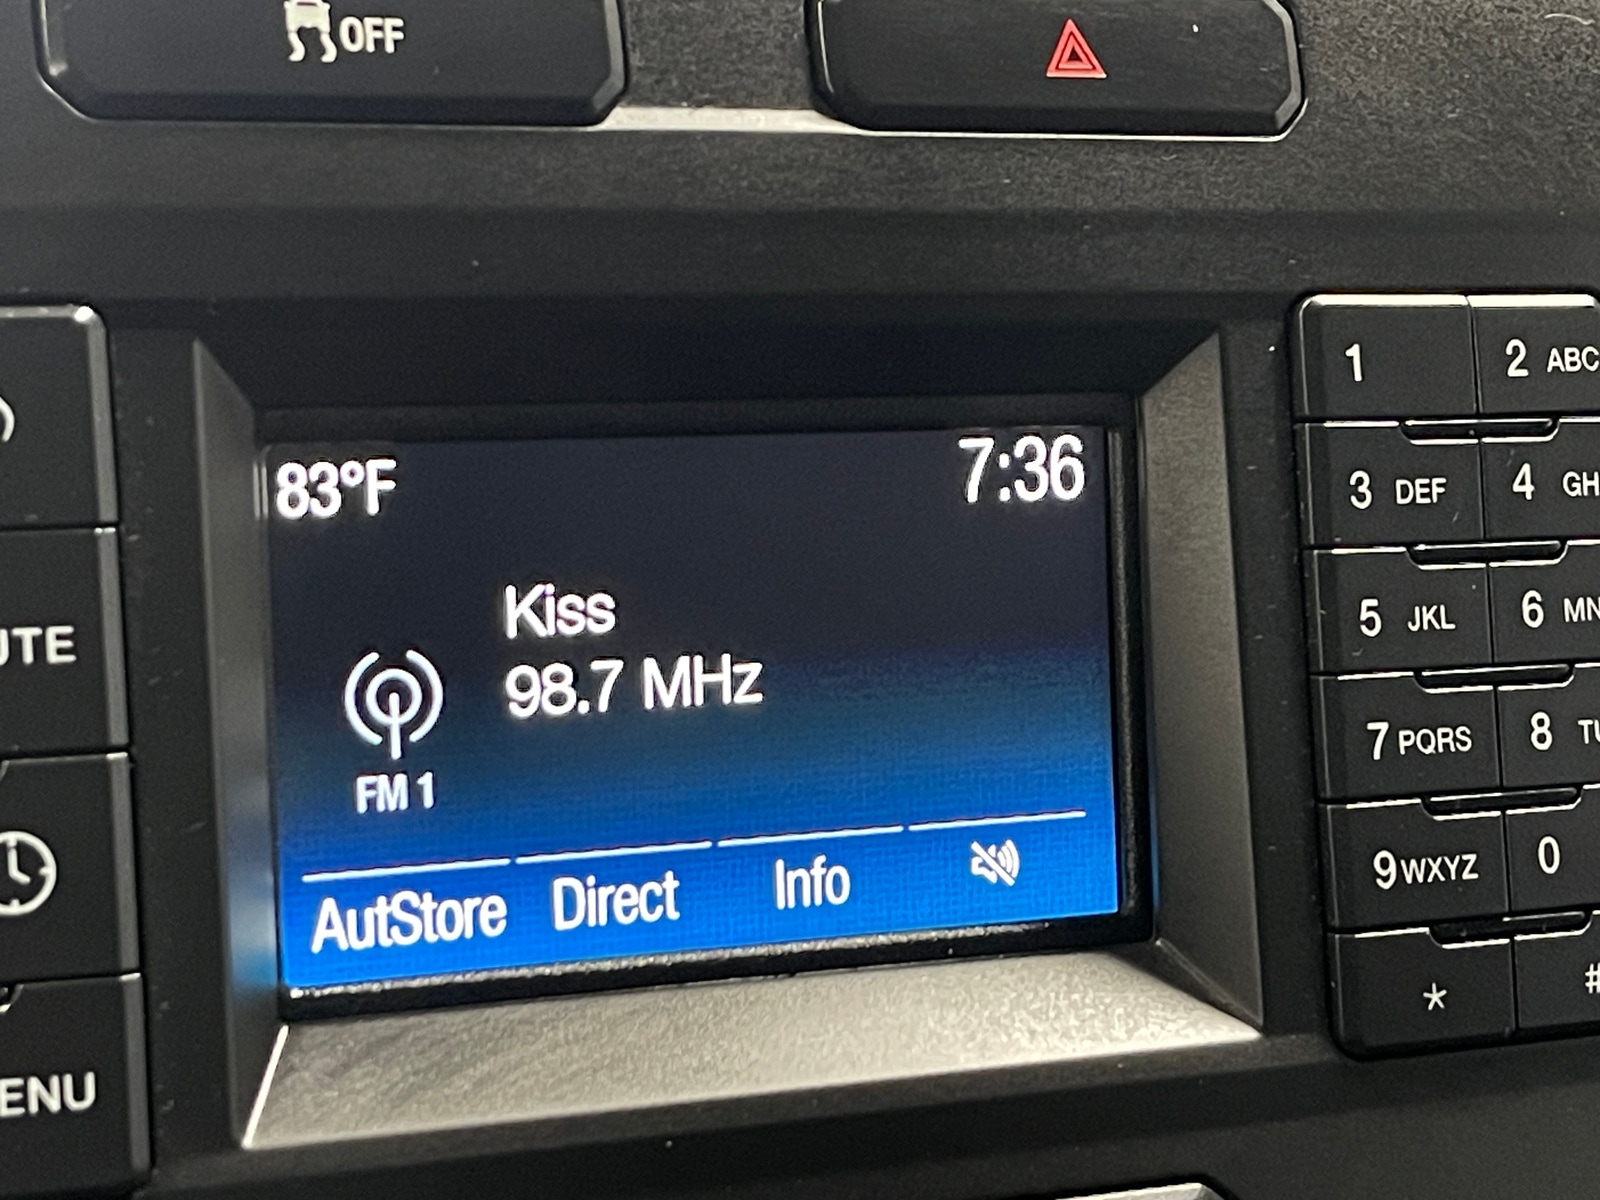 OFF
83°F 7:36
Kiss
98.7 MHz
FM 1
AutStore Direct Info
UTE
ENU
1 2 ABC
3 DEF 4 GH
5 JKL 6 MN
7 PQRS 8 TU
9 WXYZ 0
* #